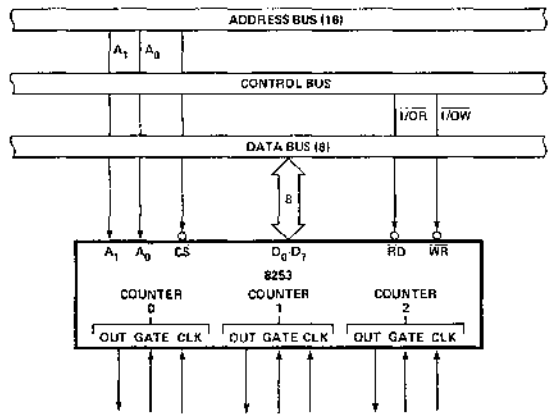 ADDRESS BUS (16)
A₁ A₀
CONTROL BUS
I/OR I/OW
DATA BUS (8)
8
A₁ A₀ CS D₀-D₇ RD WR
8253
COUNTER COUNTER COUNTER
0 1 2
OUT GATE CLK OUT GATE CLK OUT GATE CLK